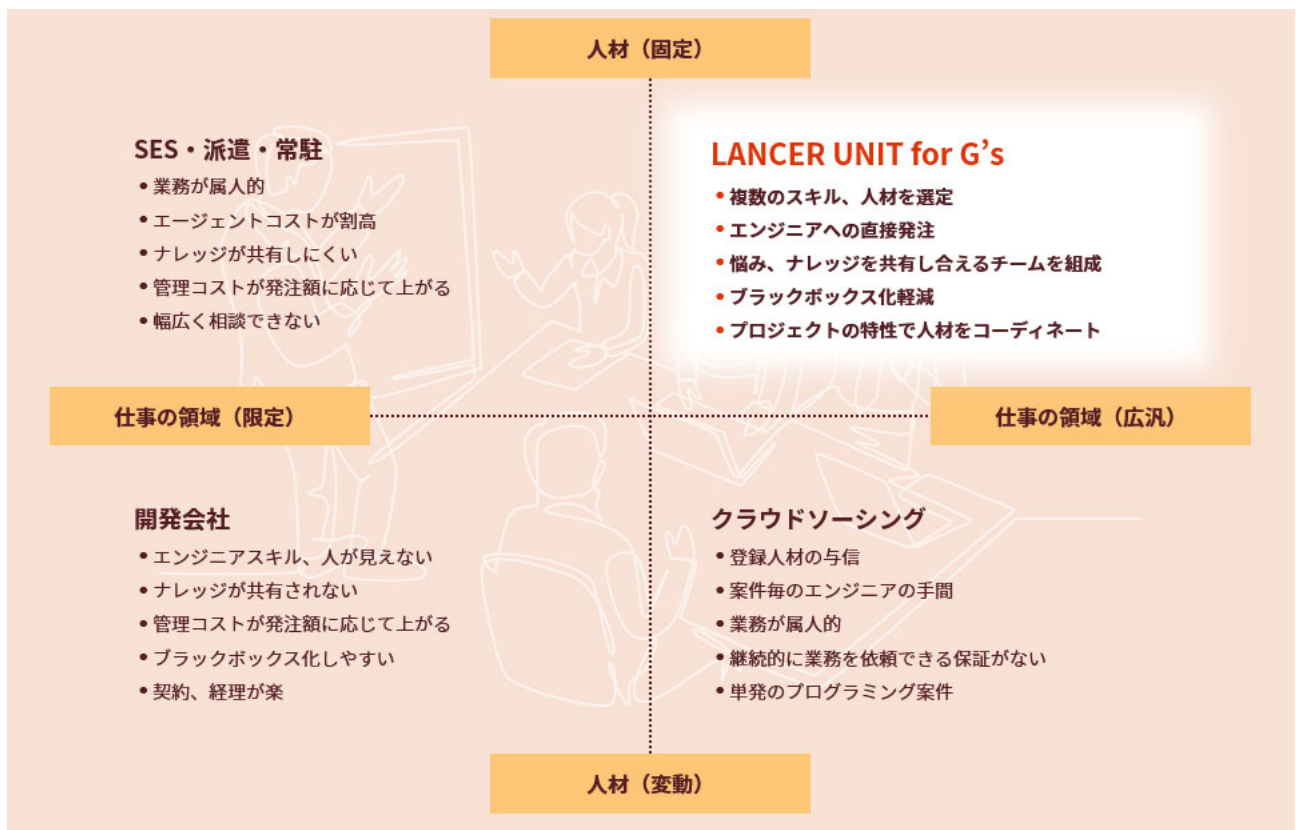 人材（固定）
SES・派遣・常駐
•業務が属人的
•エージェントコストが割高
•ナレッジが共有しにくい
•管理コストが発注額に応じて上がる
•幅広く相談できない
LANCER UNIT for G’s
•複数のスキル、人材を選定
•エンジニアへの直接発注
•悩み、ナレッジを共有し合えるチームを組成
•ブラックボックス化軽減
•プロジェクトの特性で人材をコーディネート
仕事の領域（限定）
仕事の領域（広汎）
開発会社
•エンジニアスキル、人が見えない
•ナレッジが共有されない
•管理コストが発注額に応じて上がる
•ブラックボックス化しやすい
•契約、経理が楽
クラウドソーシング
•登録人材の与信
•案件毎のエンジニアの手間
•業務が属人的
•継続的に業務を依頼できる保証がない
•単発のプログラミング案件
人材（変動）